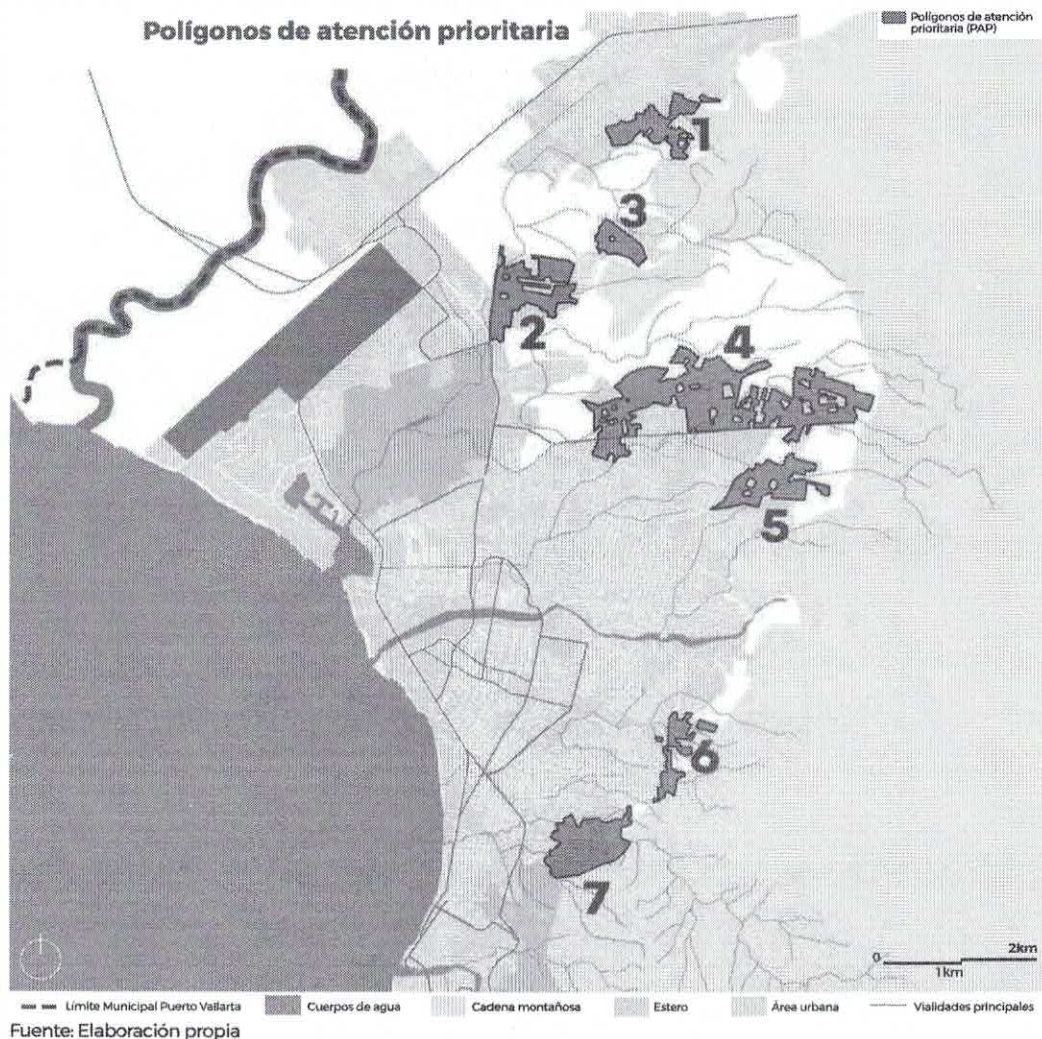 Polígonos de atención prioritaria
Polígonos de atención
prioritaria (PAP)
1
3
2
4
5
6
7
0
1km
2km
Límite Municipal Puerto Vallarta
Cuerpos de agua
Cadena montañosa
Estero
Área urbana
Vialidades principales
Fuente: Elaboración propia